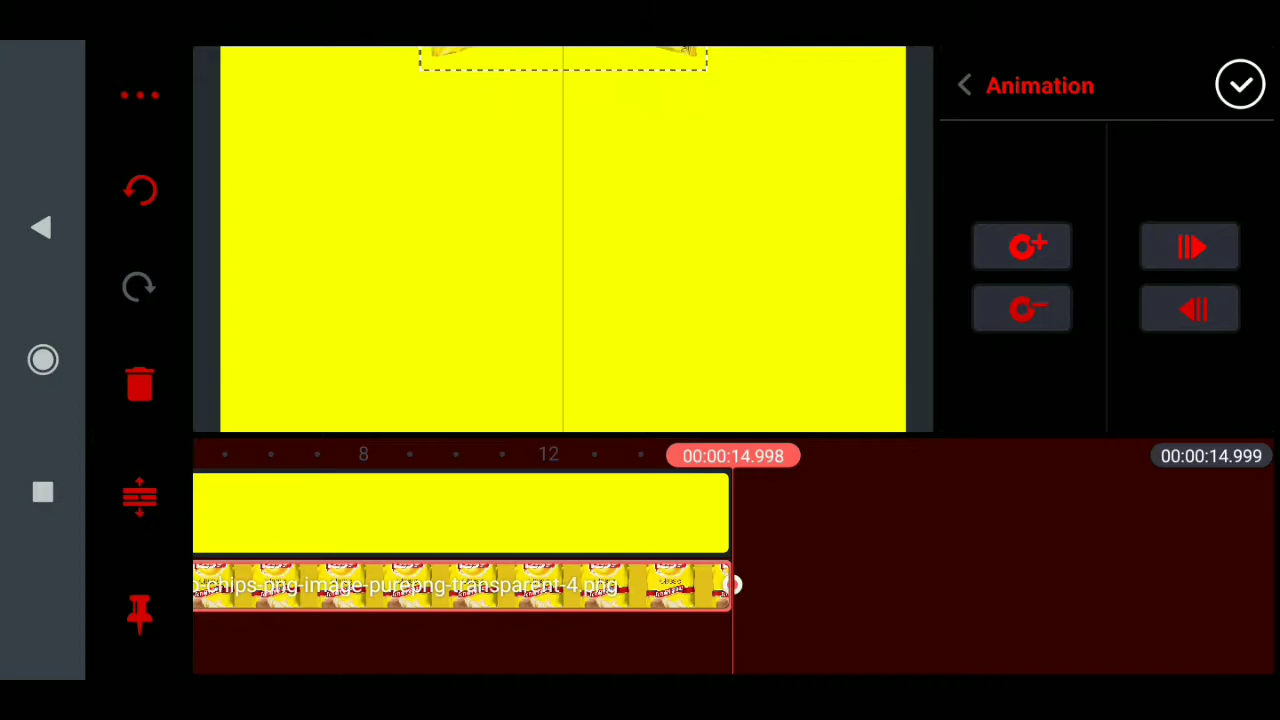 Animation
8
12
00:00:14.998
00:00:14.999
o-chips-png-image-purepng-transparent-4.png